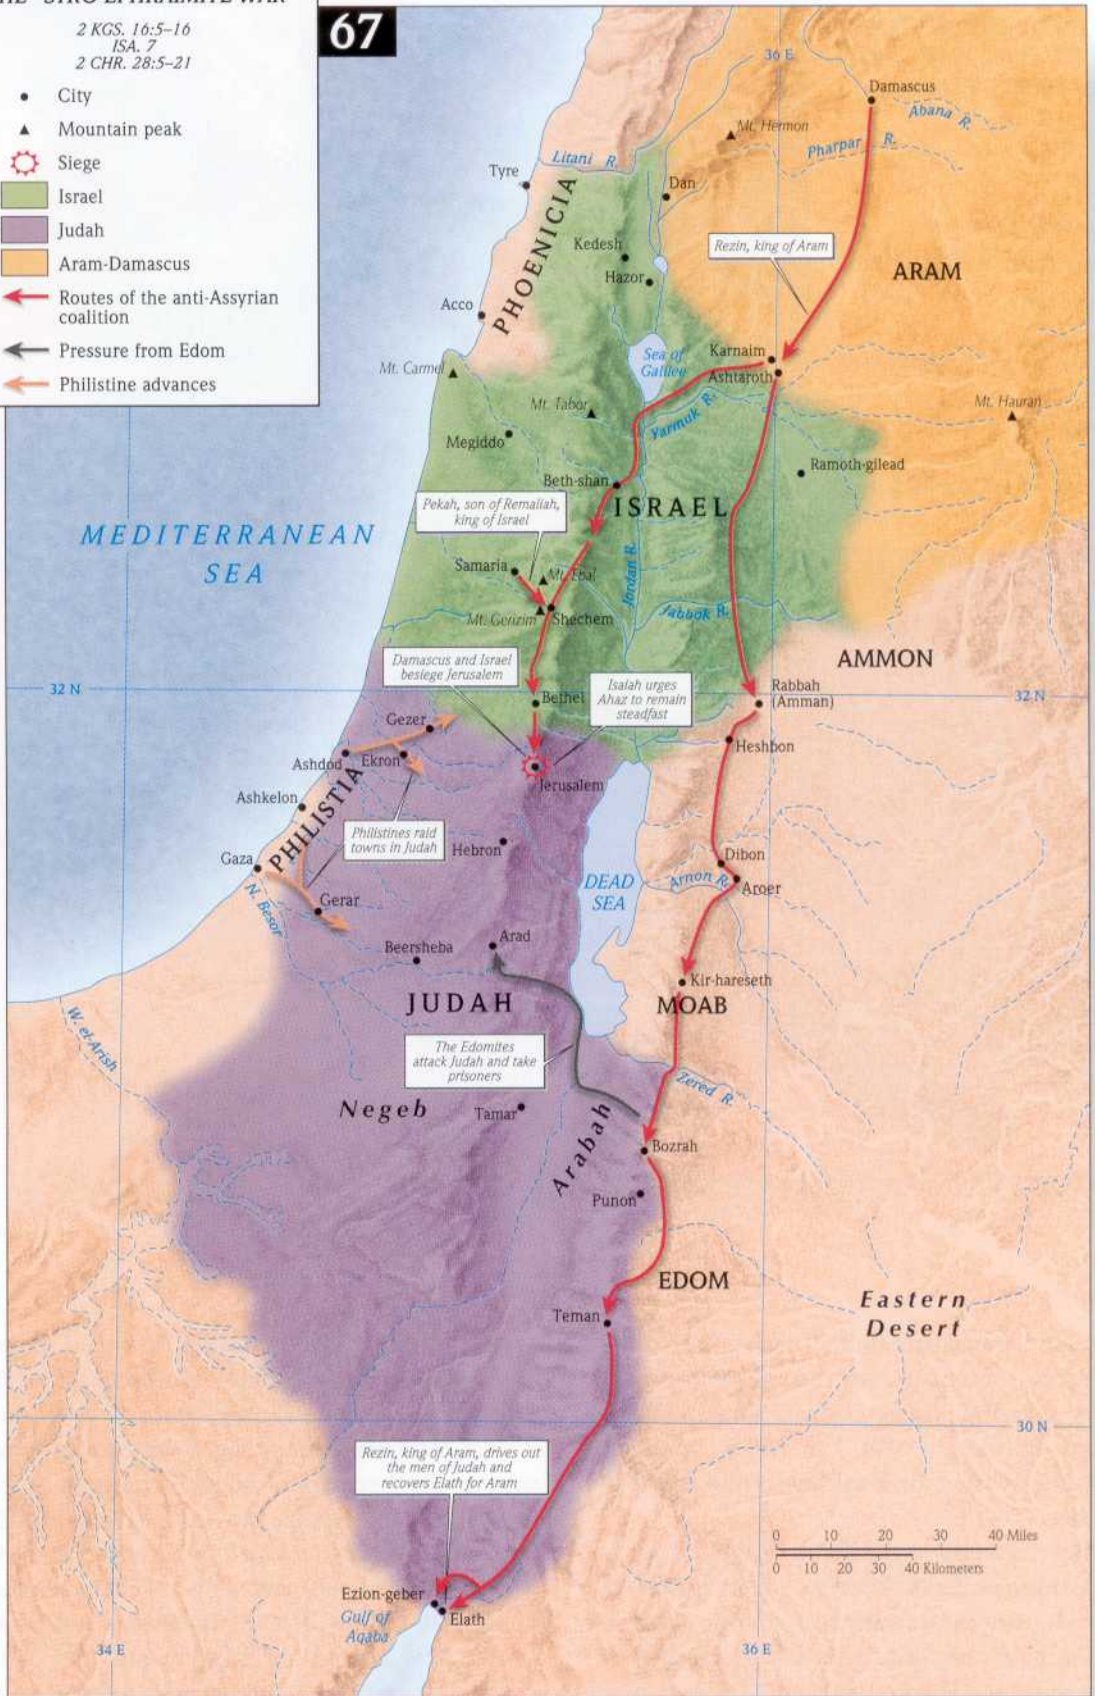 "SYRO-EPHRAIMITE WAR"
2 KGS. 16:5–16
ISA. 7
2 CHR. 28:5–21
City
Mountain peak
Siege
Israel
Judah
Aram-Damascus
Routes of the anti-Assyrian
coalition
Pressure from Edom
Philistine advances
67
36 E
Damascus
Abana R.
Mt. Hermon
Pharpar R.
Litani R.
Tyre
Dan
PHOENICIA
Kedesh
Rezin, king of Aram
Hazor
ARAM
Acco
Sea of
Galilee
Karnaim
Ashtaroth
Mt. Carmel
Mt. Tabor
Yarmuk R.
Mt. Hauran
Megiddo
Ramoth-gilead
Beth-shan
ISRAEL
Pekah, son of Remaliah,
king of Israel
MEDITERRANEAN
SEA
Samaria
Mt. Ebal
Jordan R.
Mt. Gerizim
Shechem
Jabbok R.
Damascus and Israel
besiege Jerusalem
AMMON
32 N
Isaiah urges
Ahaz to remain
steadfast
Rabbah
(Amman)
32 N
Bethel
Gezer
Heshbon
Ashdod
Ekron
Jerusalem
Ashkelon
PHILISTIA
Philistines raid
towns in Judah
Hebron
Dibon
Gaza
DEAD
SEA
Arnon R.
Aroer
N. Besor
Gerar
Arad
Beersheba
Kir-hareseth
JUDAH
MOAB
W. el-Arish
The Edomites
attack Judah and take
prisoners
Zered R.
Negeb
Tamar
Arabah
Bozrah
Punon
EDOM
Eastern
Desert
Teman
30 N
Rezin, king of Aram, drives out
the men of Judah and
recovers Elath for Aram
0 10 20 30 40 Miles
0 10 20 30 40 Kilometers
Ezion-geber
Elath
Gulf of
Aqaba
34 E
36 E